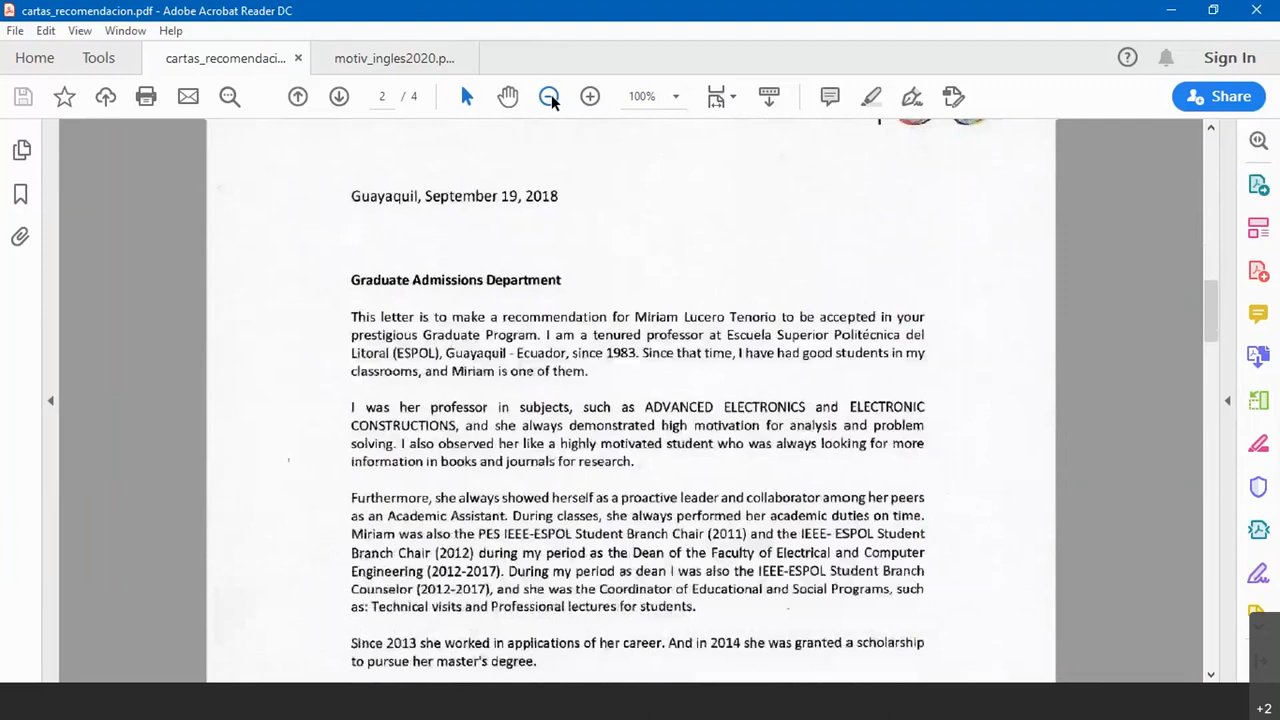 cartas_recomendacion.pdf - Adobe Acrobat Reader DC
File Edit View Window Help
Home Tools cartas_recomendaci... × motiv_ingles2020.p...
Sign In
2 / 4 100% Share
Guayaquil, September 19, 2018
Graduate Admissions Department
This letter is to make a recommendation for Miriam Lucero Tenorio to be accepted in your
prestigious Graduate Program. I am a tenured professor at Escuela Superior Politécnica del
Litoral (ESPOL), Guayaquil - Ecuador, since 1983. Since that time, I have had good students in my
classrooms, and Miriam is one of them.
I was her professor in subjects, such as ADVANCED ELECTRONICS and ELECTRONIC
CONSTRUCTIONS, and she always demonstrated high motivation for analysis and problem
solving. I also observed her like a highly motivated student who was always looking for more
information in books and journals for research.
Furthermore, she always showed herself as a proactive leader and collaborator among her peers
as an Academic Assistant. During classes, she always performed her academic duties on time.
Miriam was also the PES IEEE-ESPOL Student Branch Chair (2011) and the IEEE- ESPOL Student
Branch Chair (2012) during my period as the Dean of the Faculty of Electrical and Computer
Engineering (2012-2017). During my period as dean I was also the IEEE-ESPOL Student Branch
Counselor (2012-2017), and she was the Coordinator of Educational and Social Programs, such
as: Technical visits and Professional lectures for students.
Since 2013 she worked in applications of her career. And in 2014 she was granted a scholarship
to pursue her master's degree.
+2